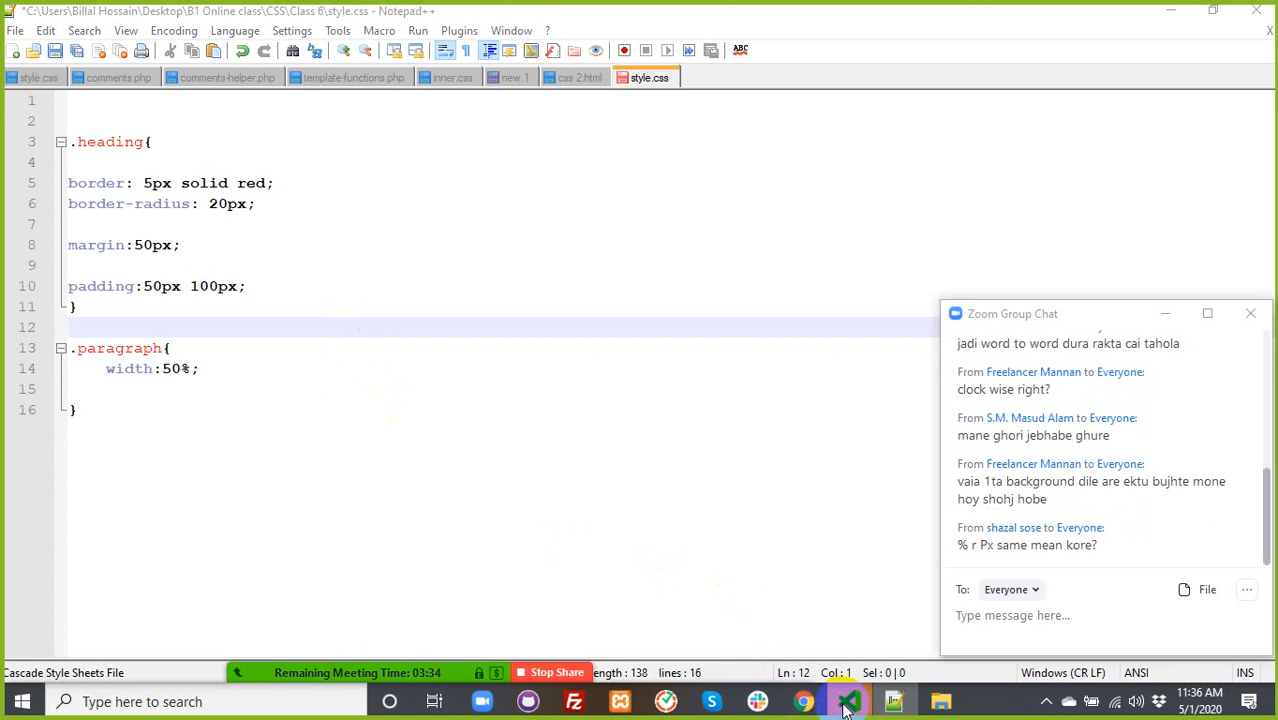 *C:\Users\Billal Hossain\Desktop\B1 Online class\CSS\Class 6\style.css - Notepad++
File Edit Search View Encoding Language Settings Tools Macro Run Plugins Window ? X
style.css comments.php comments-helper.php template-functions.php inner.css new 1 css 2.html style.css
1
2
3 .heading{
4
5 border: 5px solid red;
6 border-radius: 20px;
7
8 margin:50px;
9
10 padding:50px 100px;
11 }
12
13 .paragraph{
14 width:50%;
15
16 }
Zoom Group Chat
jadi word to word dura rakta cai tahola
From Freelancer Mannan to Everyone:
clock wise right?
From S.M. Masud Alam to Everyone:
mane ghori jebhabe ghure
From Freelancer Mannan to Everyone:
vaia 1ta background dile are ektu bujhte mone
hoy shohj hobe
From shazal sose to Everyone:
% r Px same mean kore?
To: Everyone File ...
Type message here...
Cascade Style Sheets File Remaining Meeting Time: 03:34 Stop Share ength : 138 lines : 16 Ln : 12 Col : 1 Sel : 0 | 0 Windows (CR LF) ANSI INS
Type here to search 11:36 AM
5/1/2020